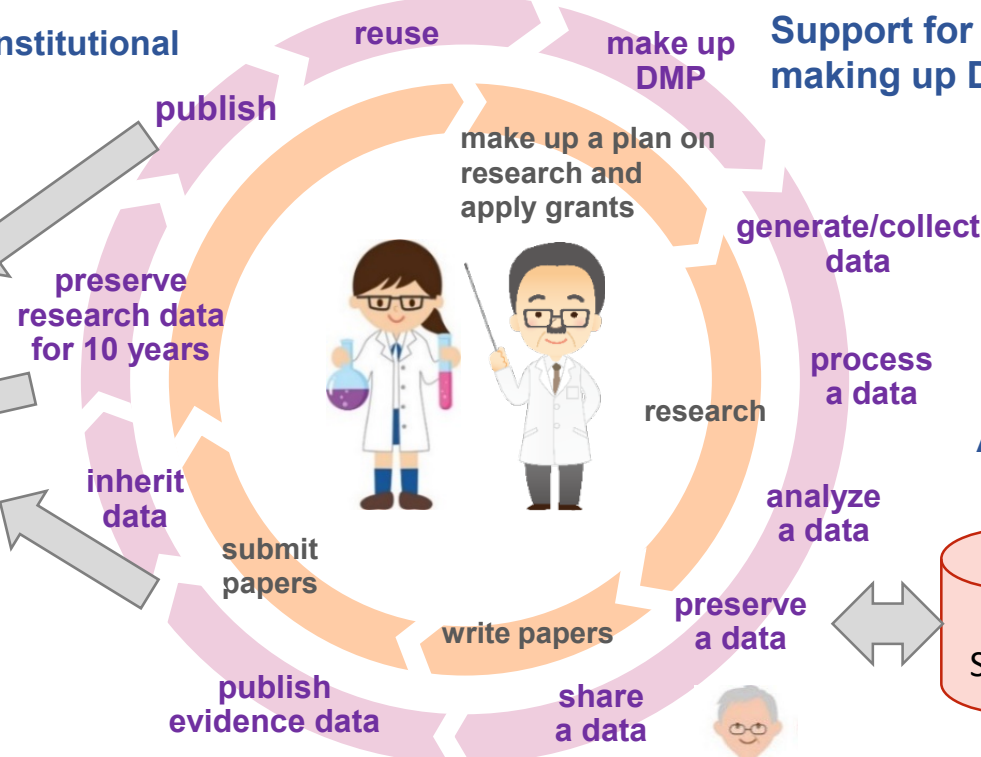 nstitutional
reuse
make up
DMP
Support for
making up D
publish
make up a plan on
research and
apply grants
generate/collect
data
preserve
research data
for 10 years
process
a data
research
inherit
data
analyze
a data
submit
papers
preserve
a data
write papers
publish
evidence data
share
a data
S